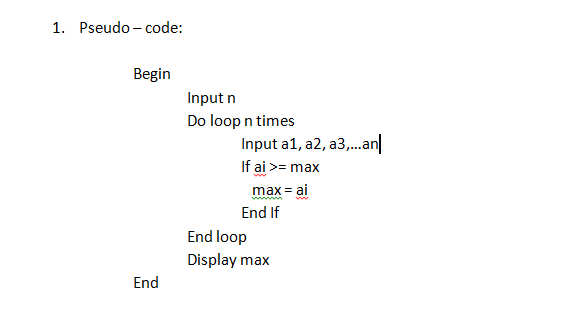 1. Pseudo – code:
Begin
Input n
Do loop n times
Input a1, a2, a3,...an
If ai >= max
max = ai
End If
End loop
Display max
End